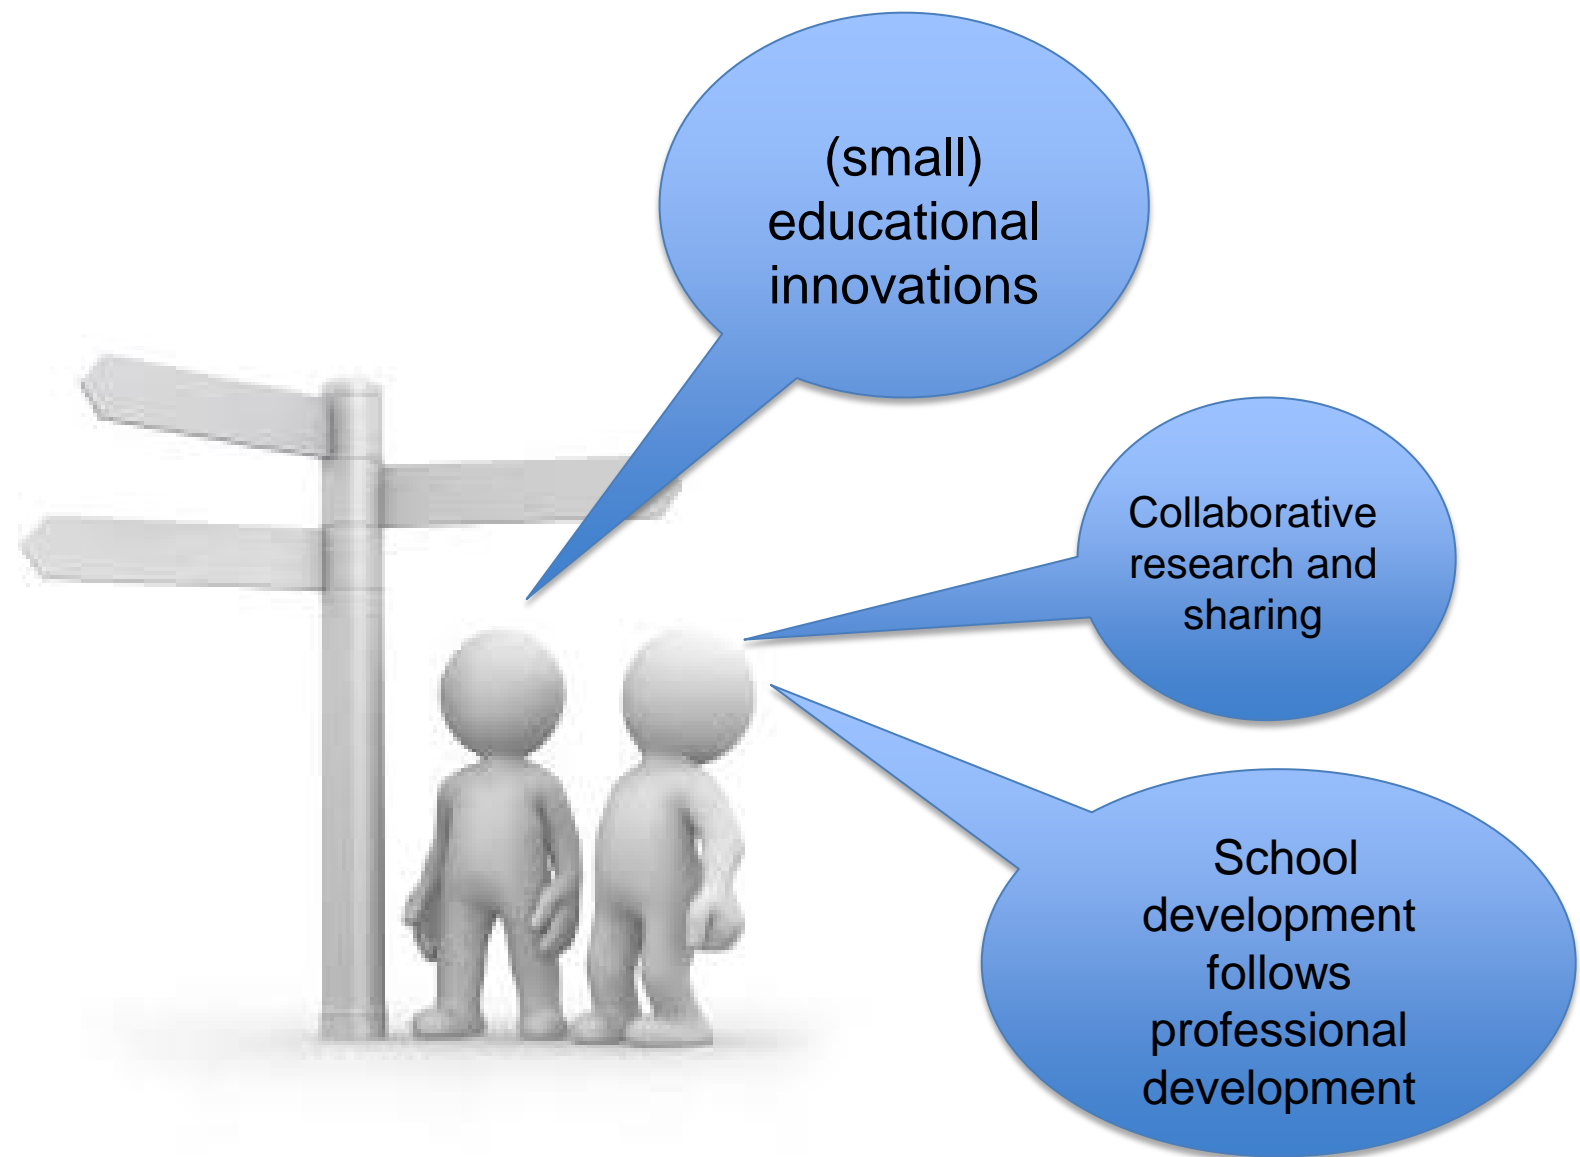 (small)
educational
innovations
Collaborative
research and
sharing
School
development
follows
professional
development